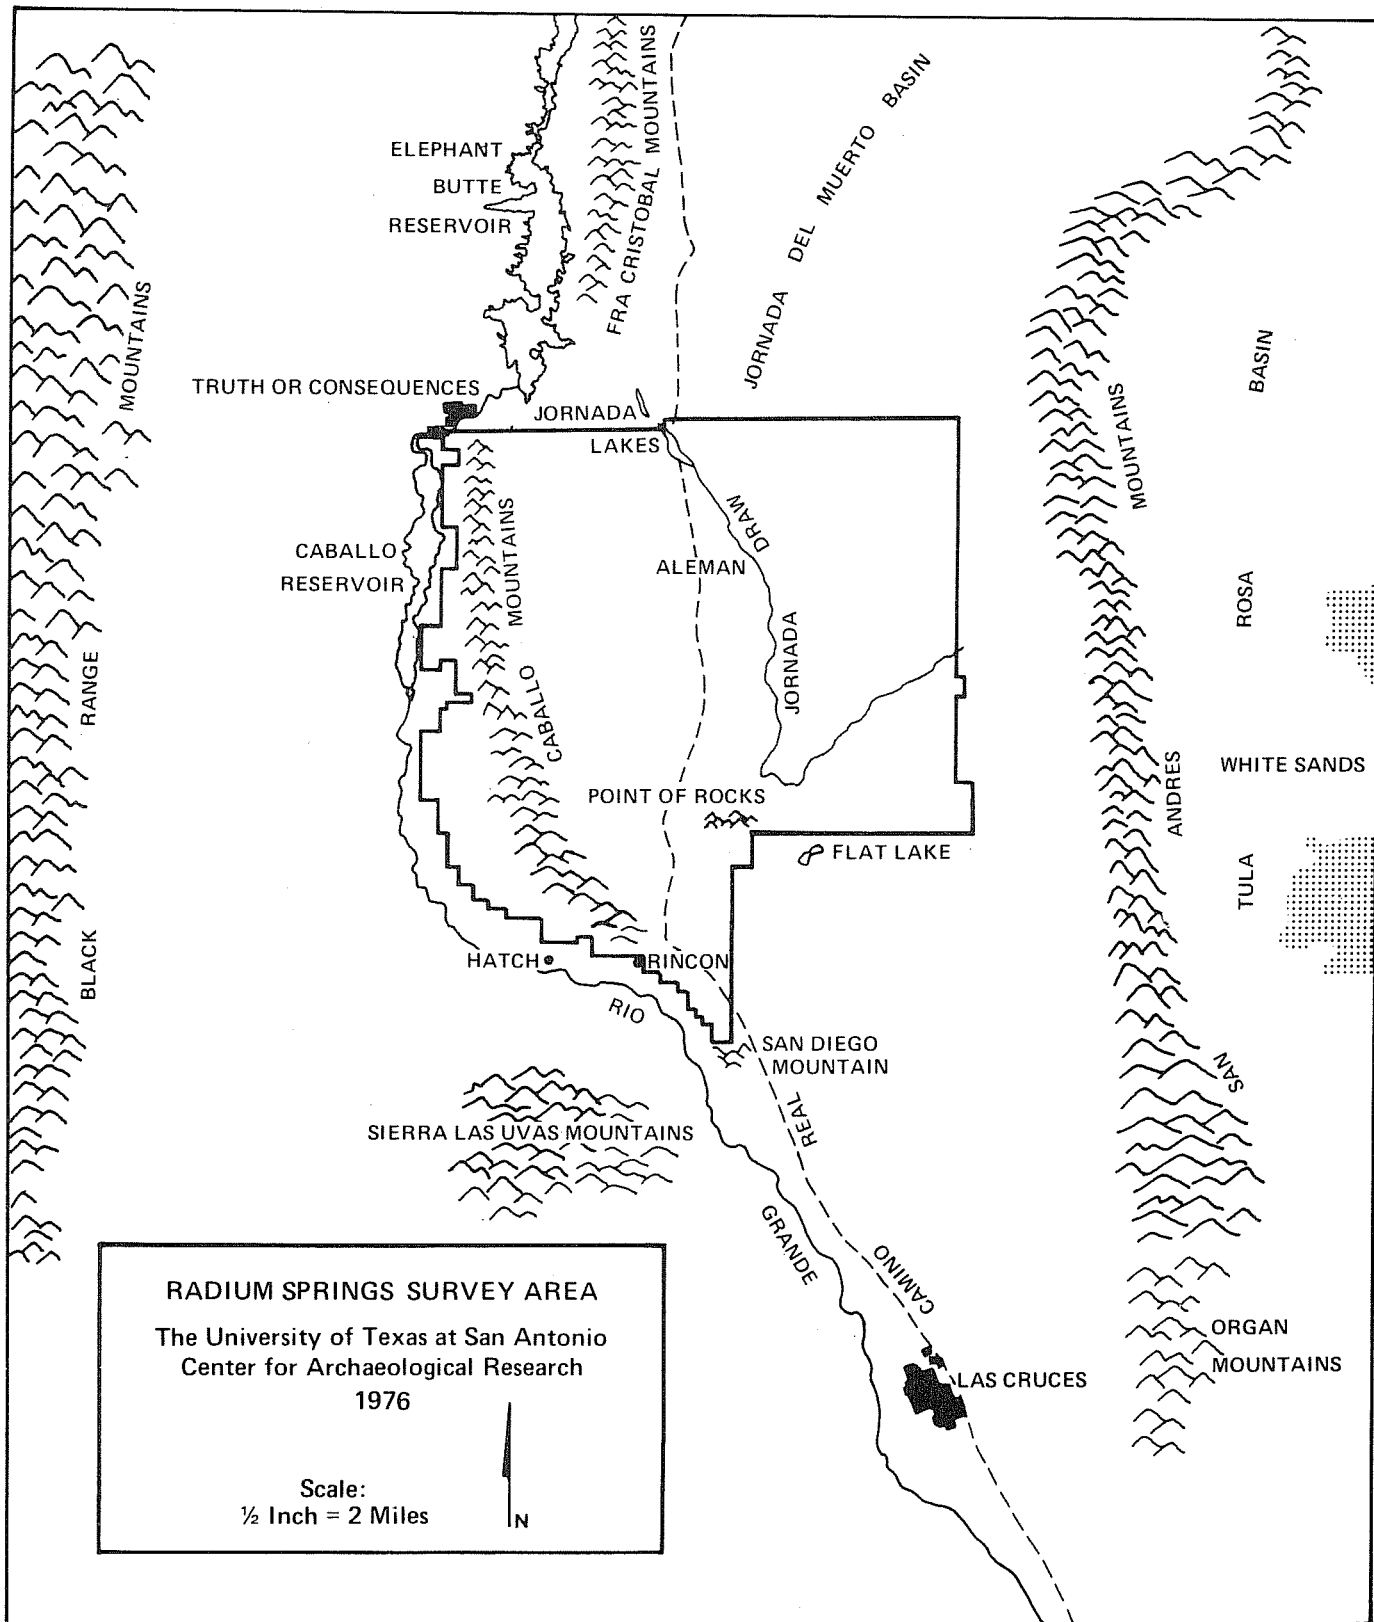 ELEPHANT
BUTTE
RESERVOIR
FRA CRISTOBAL MOUNTAINS
JORNADA DEL MUERTO BASIN
MOUNTAINS
RANGE
BLACK
TRUTH OR CONSEQUENCES
JORNADA
LAKES
CABALLO
RESERVOIR
MOUNTAINS
CABALLO
ALEMAN
DRAW
JORNADA
POINT OF ROCKS
FLAT LAKE
MOUNTAINS
ANDRES
SAN
BASIN
ROSA
WHITE SANDS
TULA
HATCH
RINCON
RIO
GRANDE
SAN DIEGO
MOUNTAIN
REAL
CAMINO
SIERRA LAS UVAS MOUNTAINS
LAS CRUCES
ORGAN
MOUNTAINS
RADIUM SPRINGS SURVEY AREA
The University of Texas at San Antonio
Center for Archaeological Research
1976
Scale:
½ Inch = 2 Miles
N